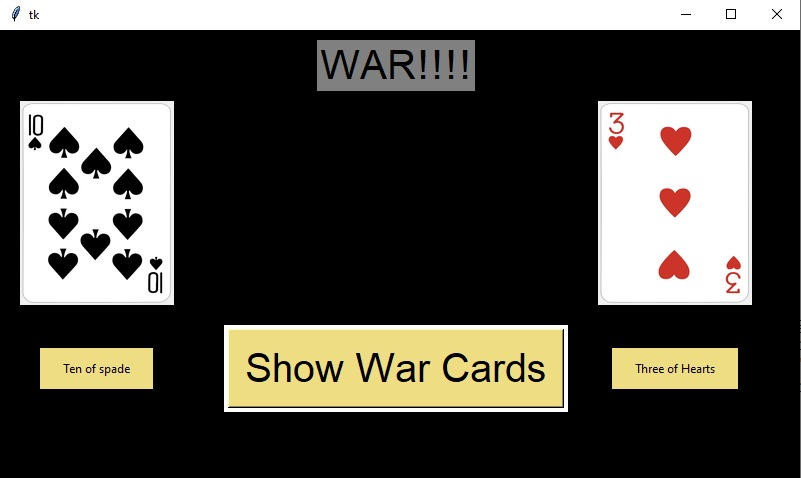 tk
WAR!!!!
10
10
3
3
Show War Cards
Ten of spade
Three of Hearts